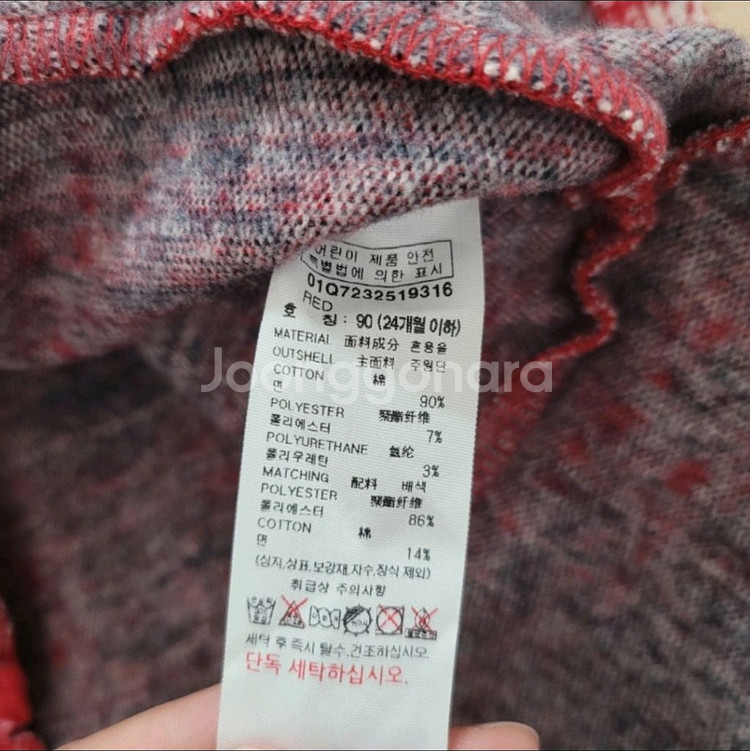 어린이 제품 안전
특별법에 의한 표시
01Q7232519316
RED
호 칭 : 90 (24개월 이하)
MATERIAL 面料成分 혼용율
OUTSHELL 主面料 주원단
COTTON 綿
면 90%
POLYESTER 聚酯纤维
폴리에스터 7%
POLYURETHANE 氨纶
폴리우레탄 3%
MATCHING 配料 배색
POLYESTER 聚酯纤维
폴리에스터 86%
COTTON 綿
면 14%
(심지,성표,보강재,자수,장식 제외)
취급상 주의사항
세탁 후 즉시 탈수,건조하십시오.
단독 세탁하십시오.
Joonggonara